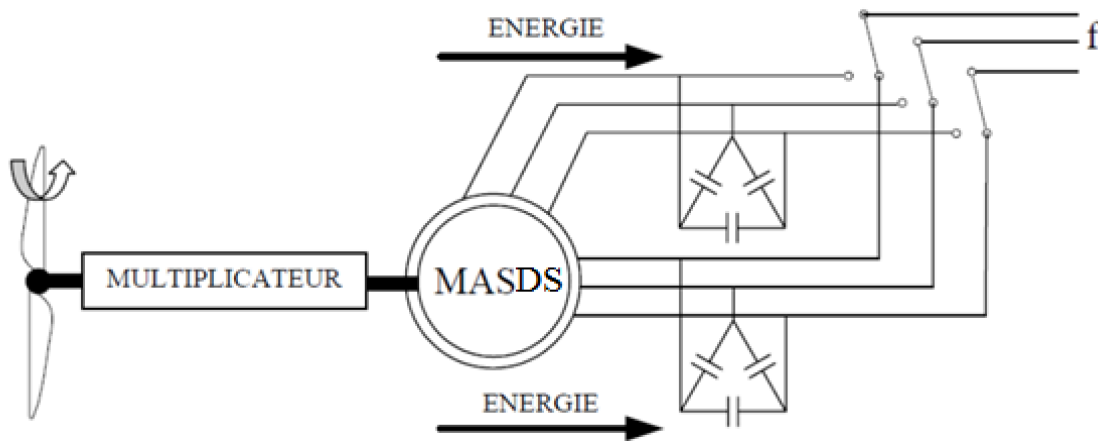 ENERGIE
f
MULTIPLICATEUR
MASDS
ENERGIE